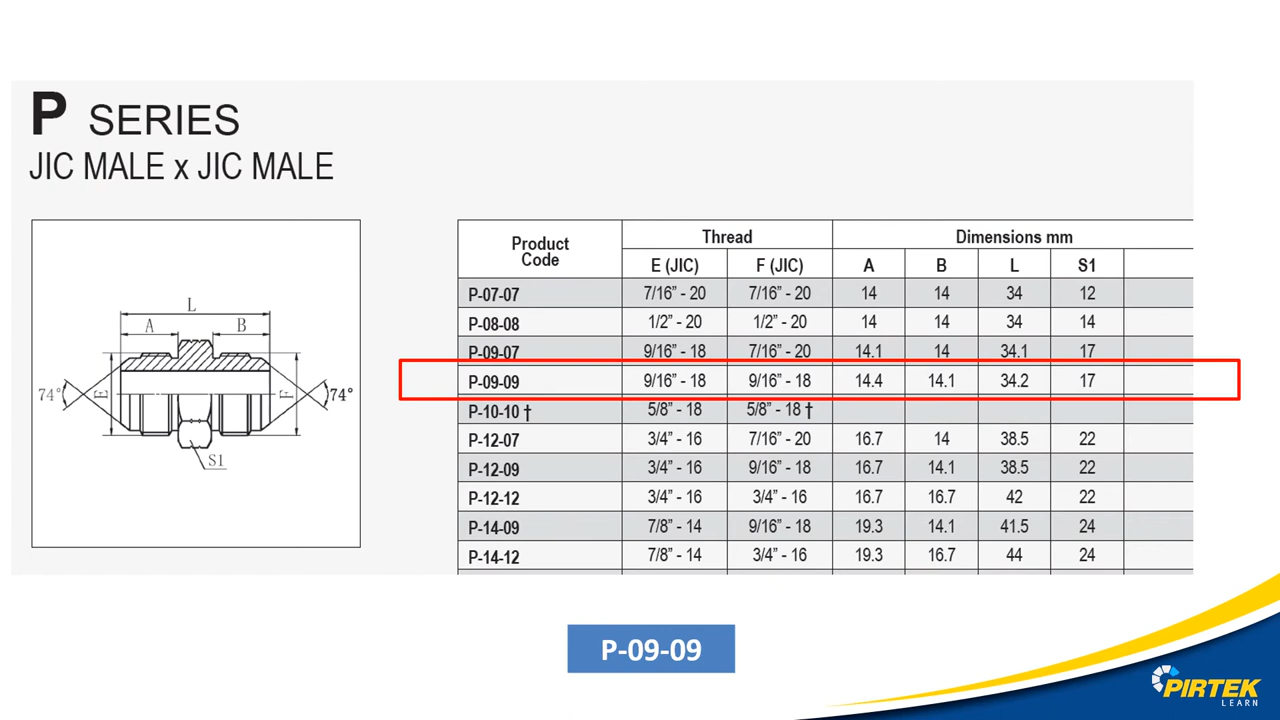 P SERIES
JIC MALE x JIC MALE
L
A B
74° E F 74°
S1
Product Code Thread Dimensions mm
E (JIC) F (JIC) A B L S1
P-07-07 7/16” - 20 7/16” - 20 14 14 34 12
P-08-08 1/2” - 20 1/2” - 20 14 14 34 14
P-09-07 9/16” - 18 7/16” - 20 14.1 14 34.1 17
P-09-09 9/16” - 18 9/16” - 18 14.4 14.1 34.2 17
P-10-10 † 5/8” - 18 5/8” - 18 †
P-12-07 3/4” - 16 7/16” - 20 16.7 14 38.5 22
P-12-09 3/4” - 16 9/16” - 18 16.7 14.1 38.5 22
P-12-12 3/4” - 16 3/4” - 16 16.7 16.7 42 22
P-14-09 7/8” - 14 9/16” - 18 19.3 14.1 41.5 24
P-14-12 7/8” - 14 3/4” - 16 19.3 16.7 44 24
P-09-09
PIRTEK
LEARN